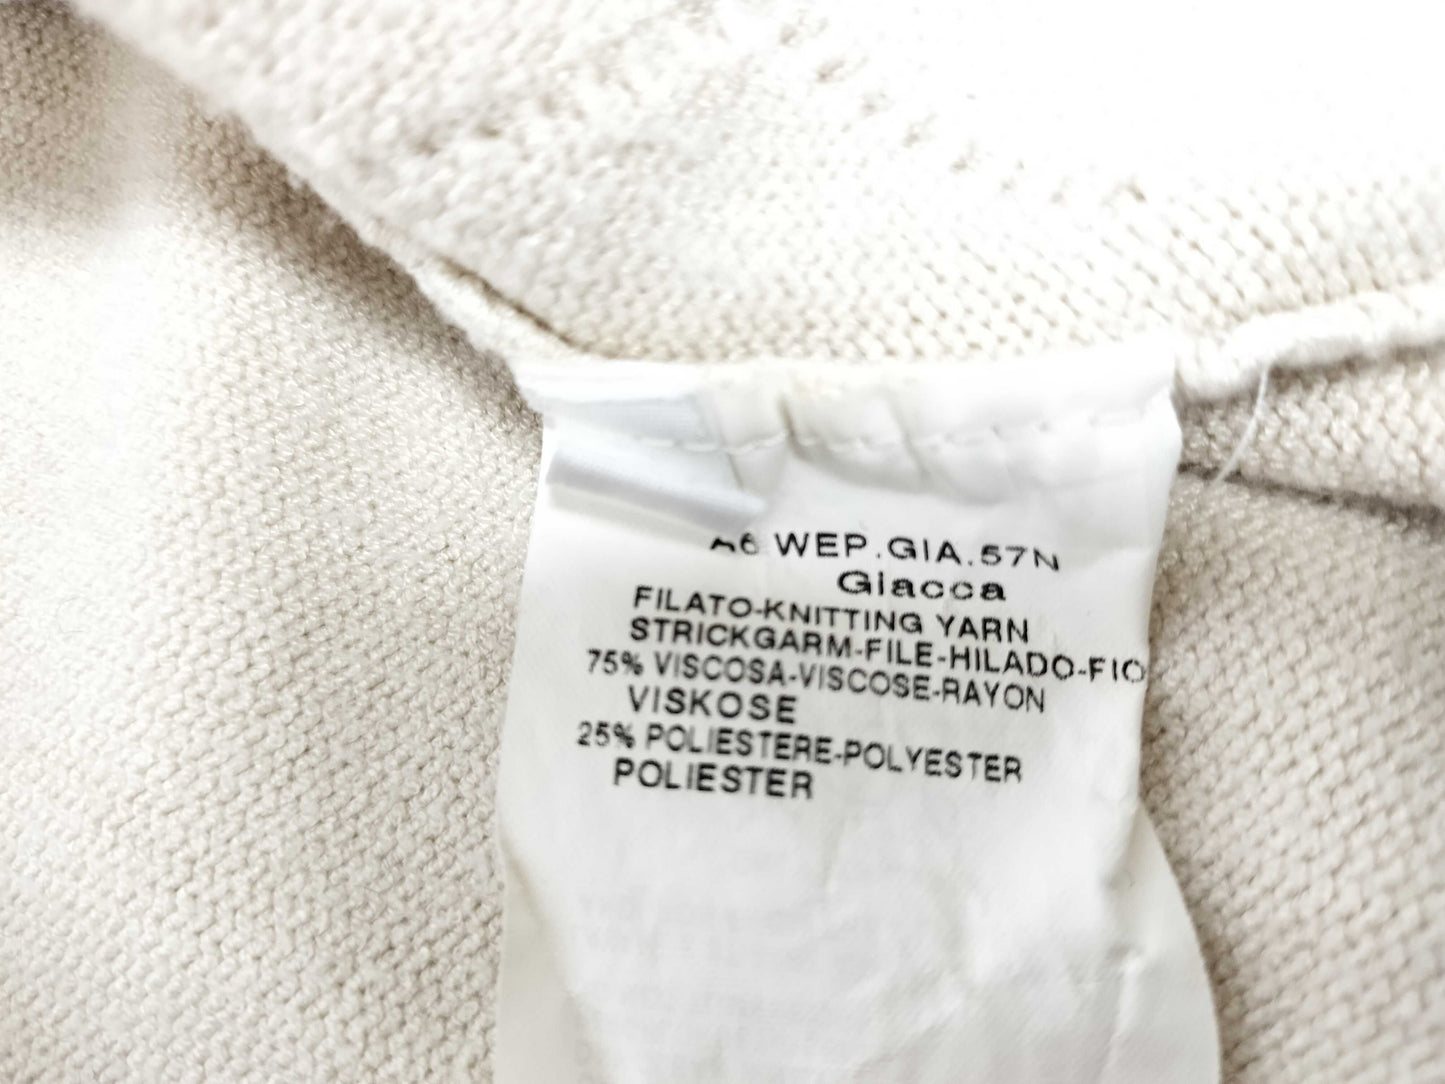 A6 WEP.GIA.57N
Giacca
FILATO-KNITTING YARN
STRICKGARM-FILE-HILADO-FIO
75% VISCOSA-VISCOSE-RAYON
VISKOSE
25% POLIESTERE-POLYESTER
POLIESTER